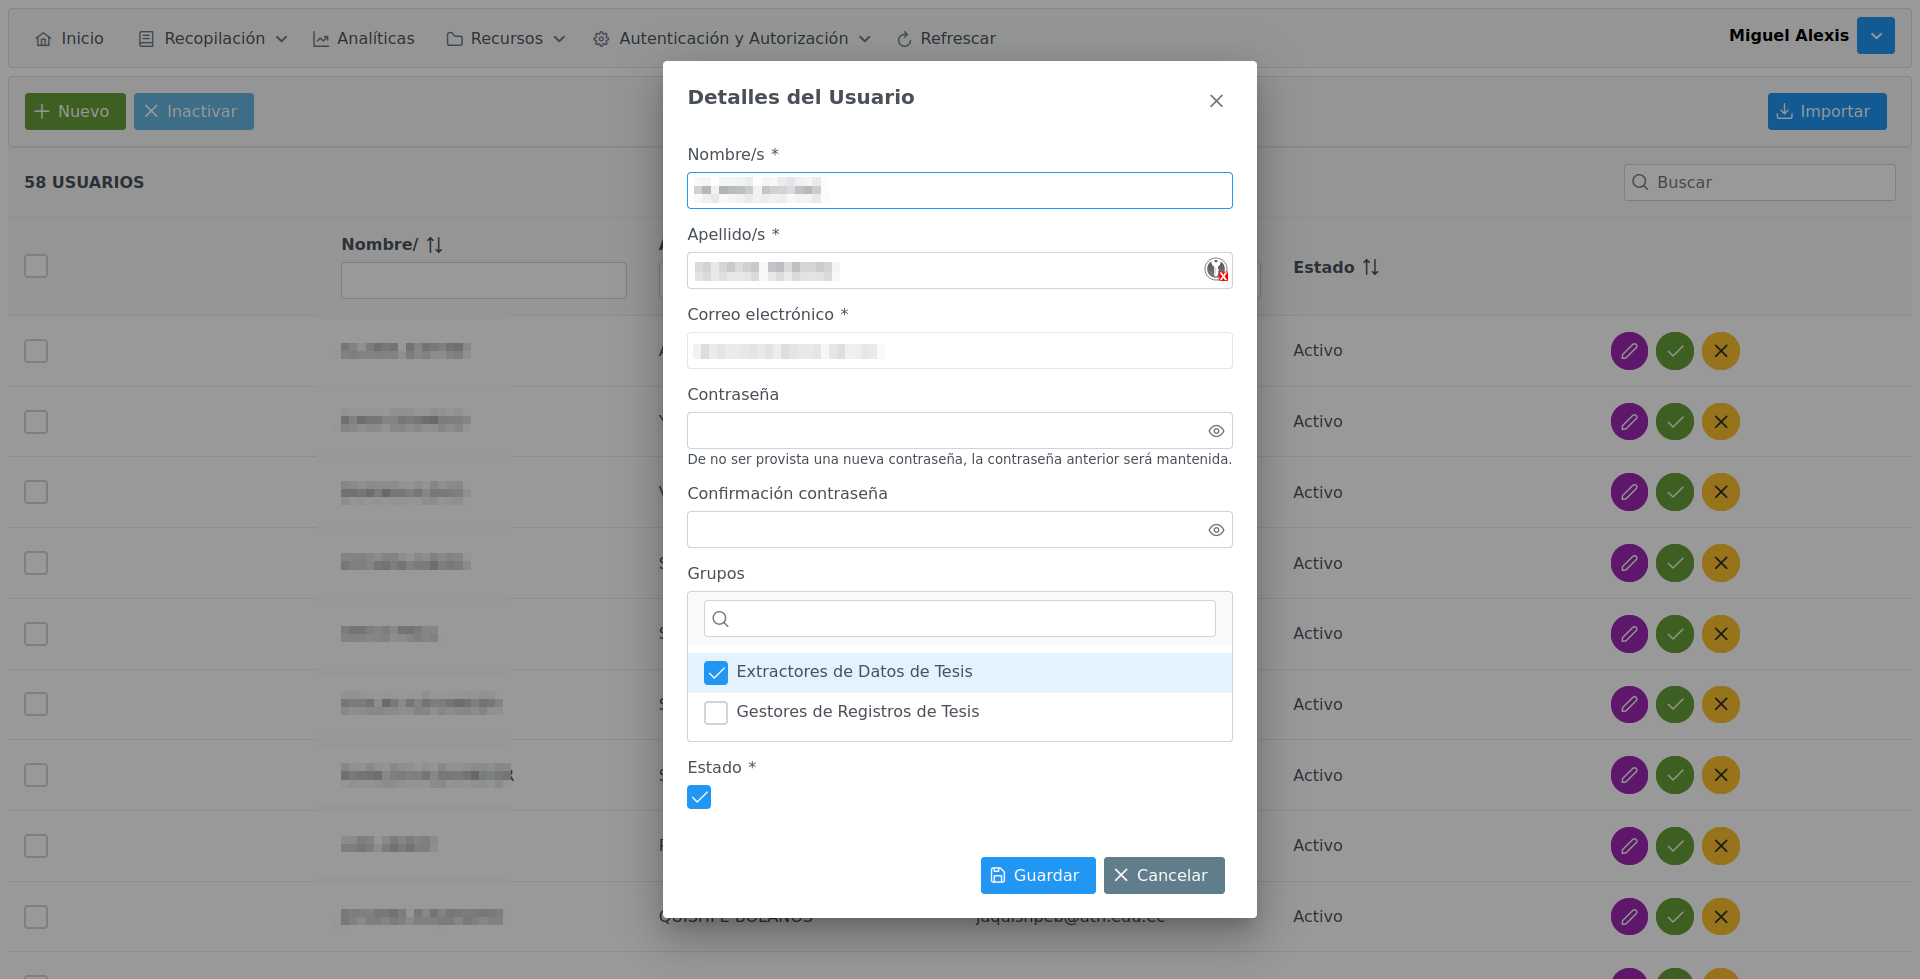 Inicio
Recopilación
Analíticas
Recursos
Autenticación y Autorización
Refrescar
Miguel Alexis
Nuevo
Inactivar
Importar
58 USUARIOS
Buscar
Nombre/
Estado
Activo
Activo
Activo
Activo
Activo
Activo
Activo
Activo
Activo
Detalles del Usuario
Nombre/s *
Apellido/s *
Correo electrónico *
Contraseña
De no ser provista una nueva contraseña, la contraseña anterior será mantenida.
Confirmación contraseña
Grupos
Extractores de Datos de Tesis
Gestores de Registros de Tesis
Estado *
Guardar
Cancelar